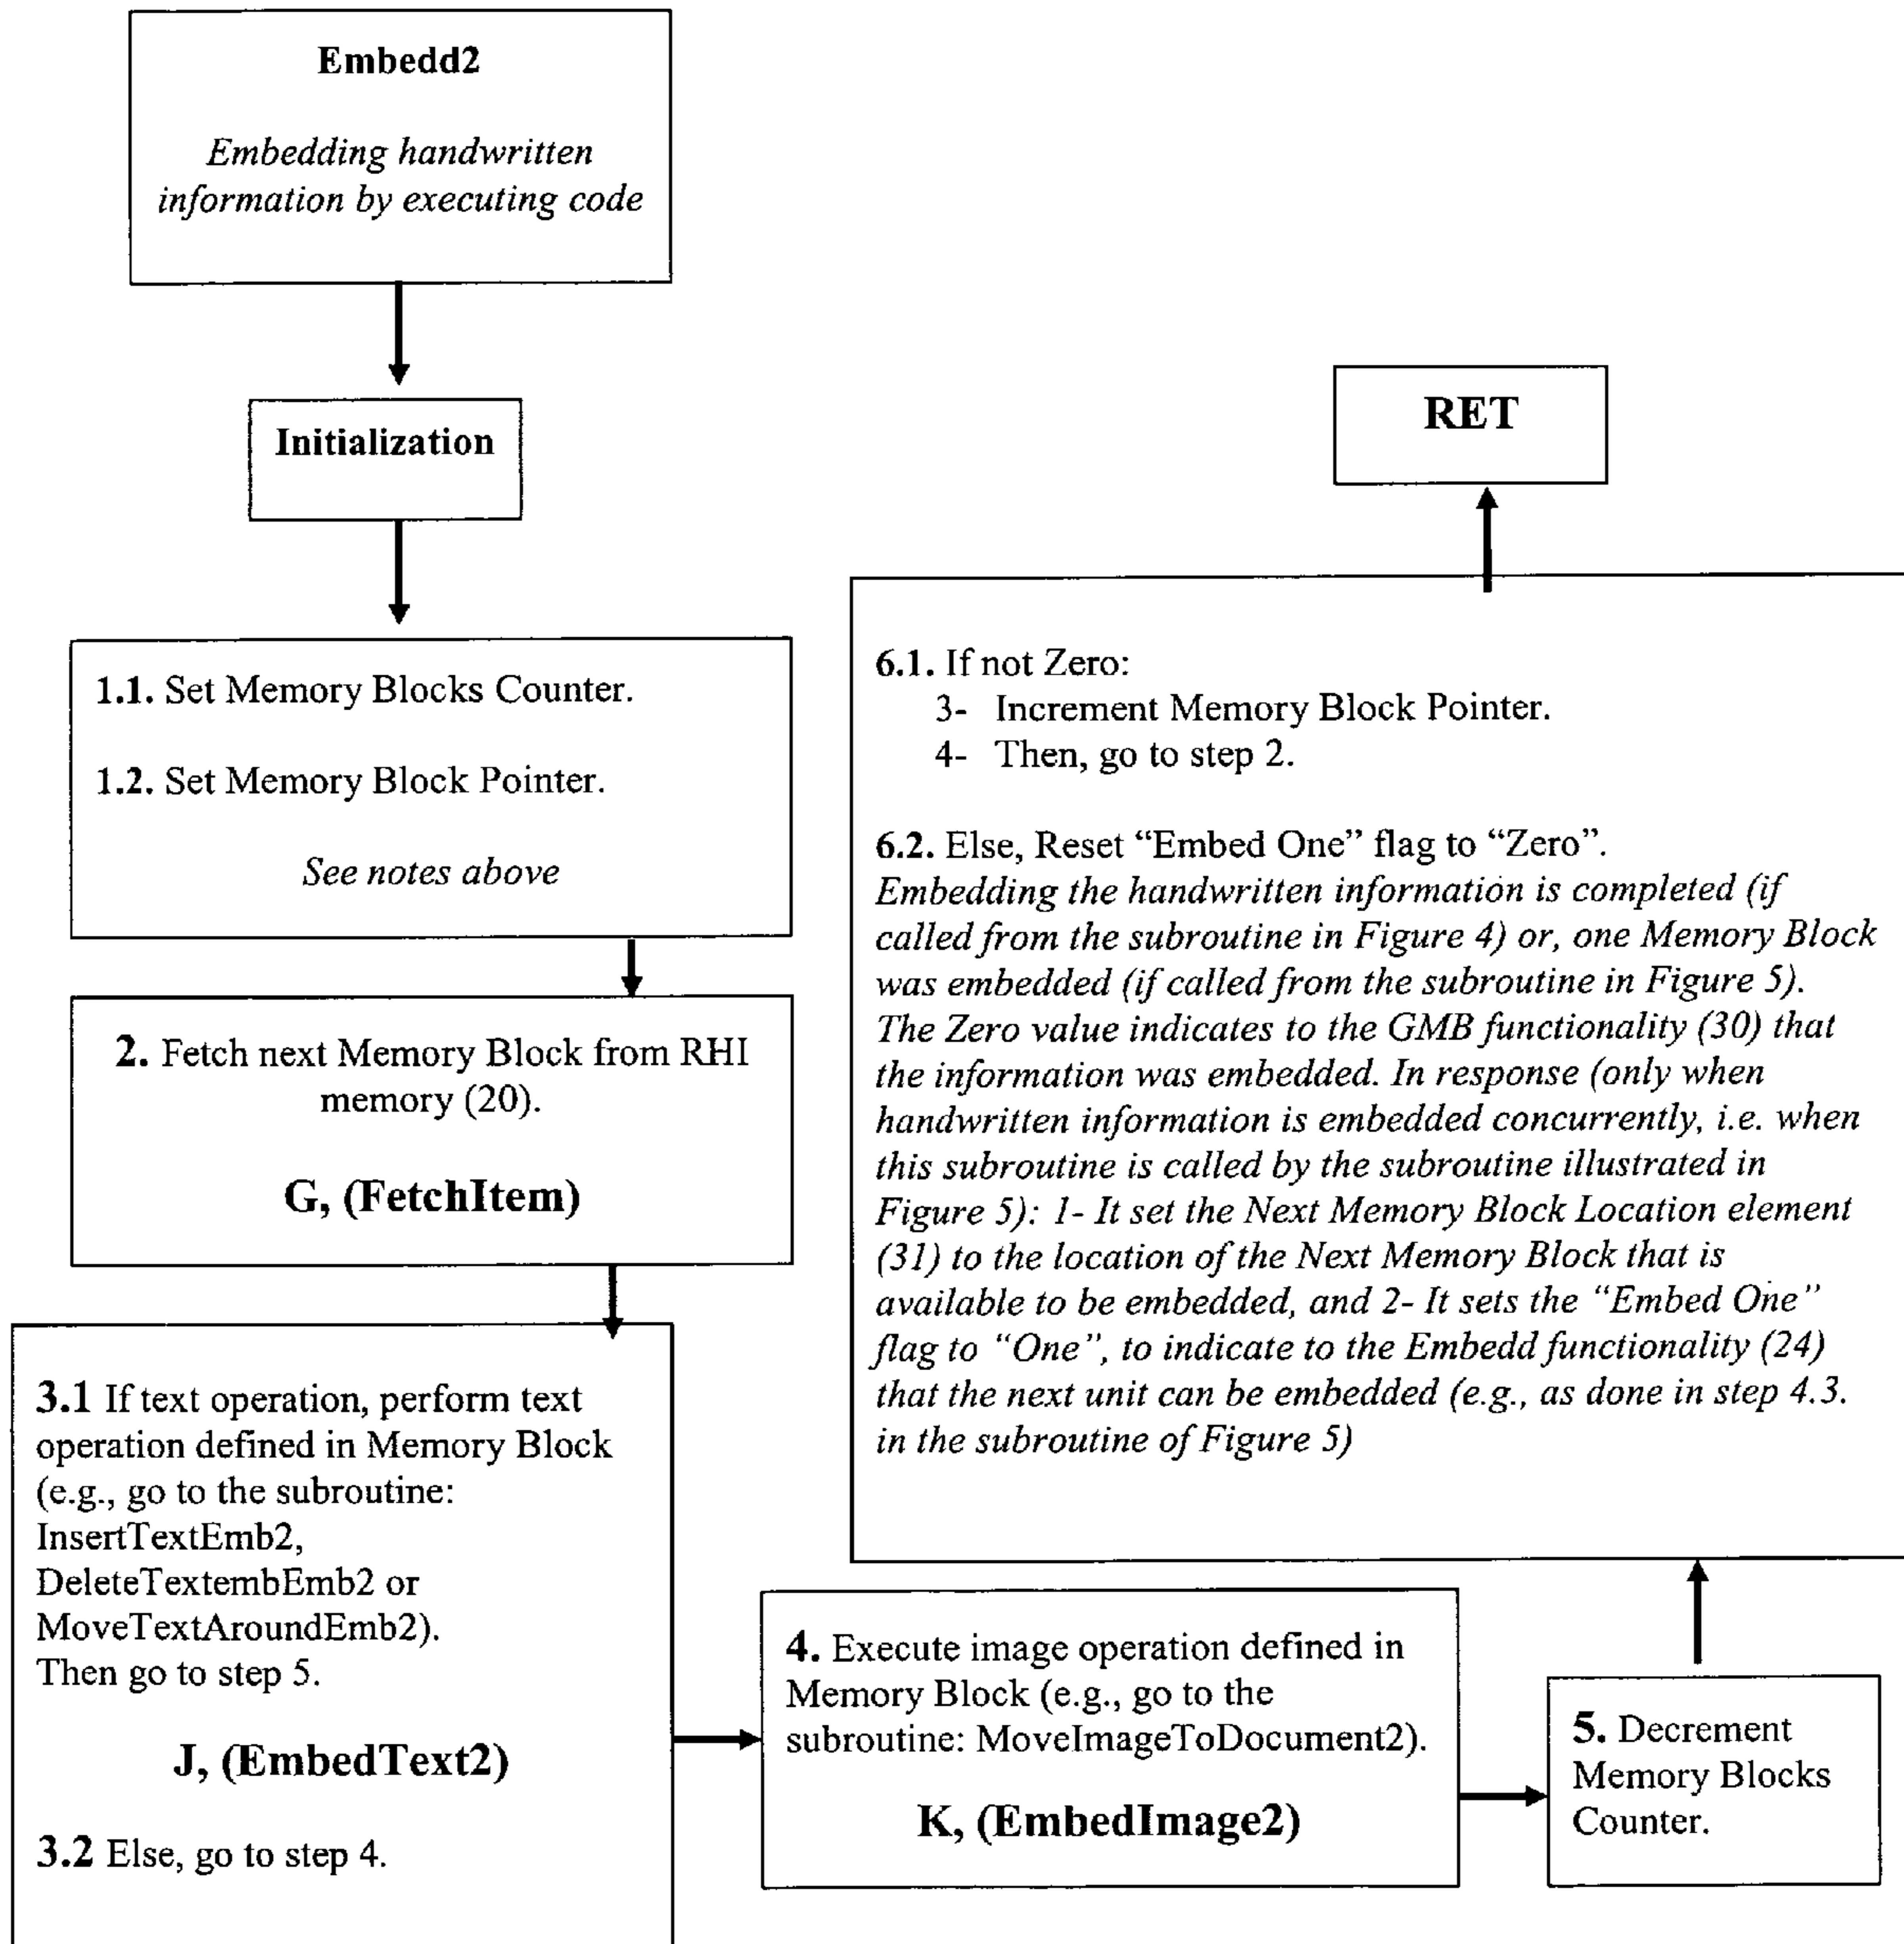 Embedd2
Embedding handwritten
information by executing code
Initialization
1.1. Set Memory Blocks Counter.
1.2. Set Memory Block Pointer.
See notes above
2. Fetch next Memory Block from RHI
memory (20).
G, (FetchItem)
3.1 If text operation, perform text
operation defined in Memory Block
(e.g., go to the subroutine:
InsertTextEmb2,
DeleteTextembEmb2 or
MoveTextAroundEmb2).
Then go to step 5.
J, (EmbedText2)
3.2 Else, go to step 4.
4. Execute image operation defined in
Memory Block (e.g., go to the
subroutine: MoveImageToDocument2).
K, (EmbedImage2)
5. Decrement
Memory Blocks
Counter.
6.1. If not Zero:
3- Increment Memory Block Pointer.
4- Then, go to step 2.
6.2. Else, Reset “Embed One” flag to “Zero”.
Embedding the handwritten information is completed (if
called from the subroutine in Figure 4) or, one Memory Block
was embedded (if called from the subroutine in Figure 5).
The Zero value indicates to the GMB functionality (30) that
the information was embedded. In response (only when
handwritten information is embedded concurrently, i.e. when
this subroutine is called by the subroutine illustrated in
Figure 5): 1- It set the Next Memory Block Location element
(31) to the location of the Next Memory Block that is
available to be embedded, and 2- It sets the “Embed One”
flag to “One”, to indicate to the Embedd functionality (24)
that the next unit can be embedded (e.g., as done in step 4.3.
in the subroutine of Figure 5)
RET